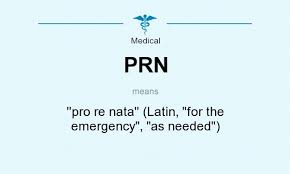 Medical
PRN
means
"pro re nata" (Latin, "for the
emergency", "as needed")